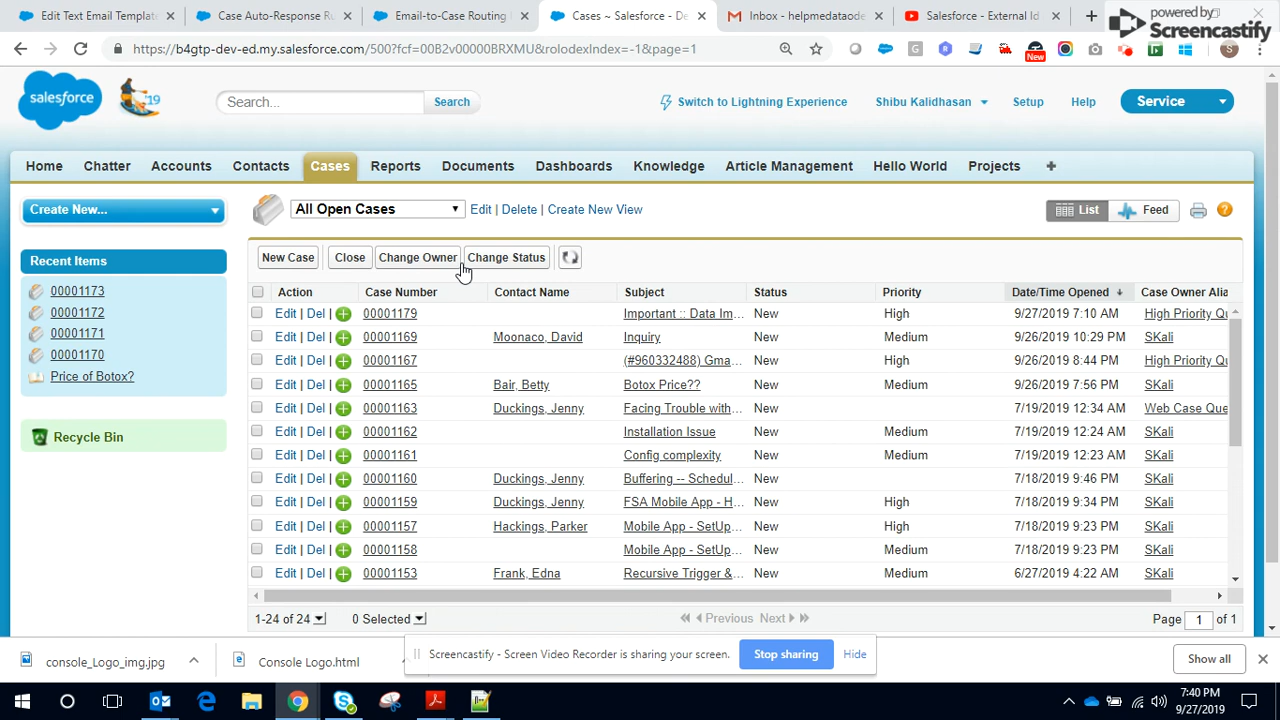 Edit Text Email Templat
Case Auto-Response R
Email-to-Case Routing
Cases ~ Salesforce - De
Inbox - helpmedataode
Salesforce - External Id
powered by
Screencastify
https://b4gtp-dev-ed.my.salesforce.com/500?fcf=00B2v00000BRXMU&rolodexIndex=-1&page=1
New
salesforce
'19
Search...
Search
Switch to Lightning Experience
Shibu Kalidhasan
Setup
Help
Service
Home
Chatter
Accounts
Contacts
Cases
Reports
Documents
Dashboards
Knowledge
Article Management
Hello World
Projects
Create New...
All Open Cases
Edit | Delete | Create New View
List
Feed
Recent Items
00001173
00001172
00001171
00001170
Price of Botox?
Recycle Bin
New Case
Close
Change Owner
Change Status
Action Case Number Contact Name Subject Status Priority Date/Time Opened Case Owner Alia
Edit | Del 00001179 Important :: Data Im... New High 9/27/2019 7:10 AM High Priority Qu
Edit | Del 00001169 Moonaco, David Inquiry New Medium 9/26/2019 10:29 PM SKali
Edit | Del 00001167 (#960332488) Gma... New High 9/26/2019 8:44 PM High Priority Qu
Edit | Del 00001165 Bair, Betty Botox Price?? New Medium 9/26/2019 7:56 PM SKali
Edit | Del 00001163 Duckings, Jenny Facing Trouble with... New 7/19/2019 12:34 AM Web Case Que
Edit | Del 00001162 Installation Issue New Medium 7/19/2019 12:24 AM SKali
Edit | Del 00001161 Config complexity New Medium 7/19/2019 12:23 AM SKali
Edit | Del 00001160 Duckings, Jenny Buffering -- Schedul... New 7/18/2019 9:46 PM SKali
Edit | Del 00001159 Duckings, Jenny FSA Mobile App - H... New High 7/18/2019 9:34 PM SKali
Edit | Del 00001157 Hackings, Parker Mobile App - SetUp... New High 7/18/2019 9:23 PM SKali
Edit | Del 00001158 Mobile App - SetUp... New Medium 7/18/2019 9:23 PM SKali
Edit | Del 00001153 Frank, Edna Recursive Trigger &... New Medium 6/27/2019 4:22 AM SKali
1-24 of 24
0 Selected
Previous Next
Page 1 of 1
console_Logo_img.jpg
Console Logo.html
Screencastify - Screen Video Recorder is sharing your screen.
Stop sharing
Hide
Show all
7:40 PM
9/27/2019